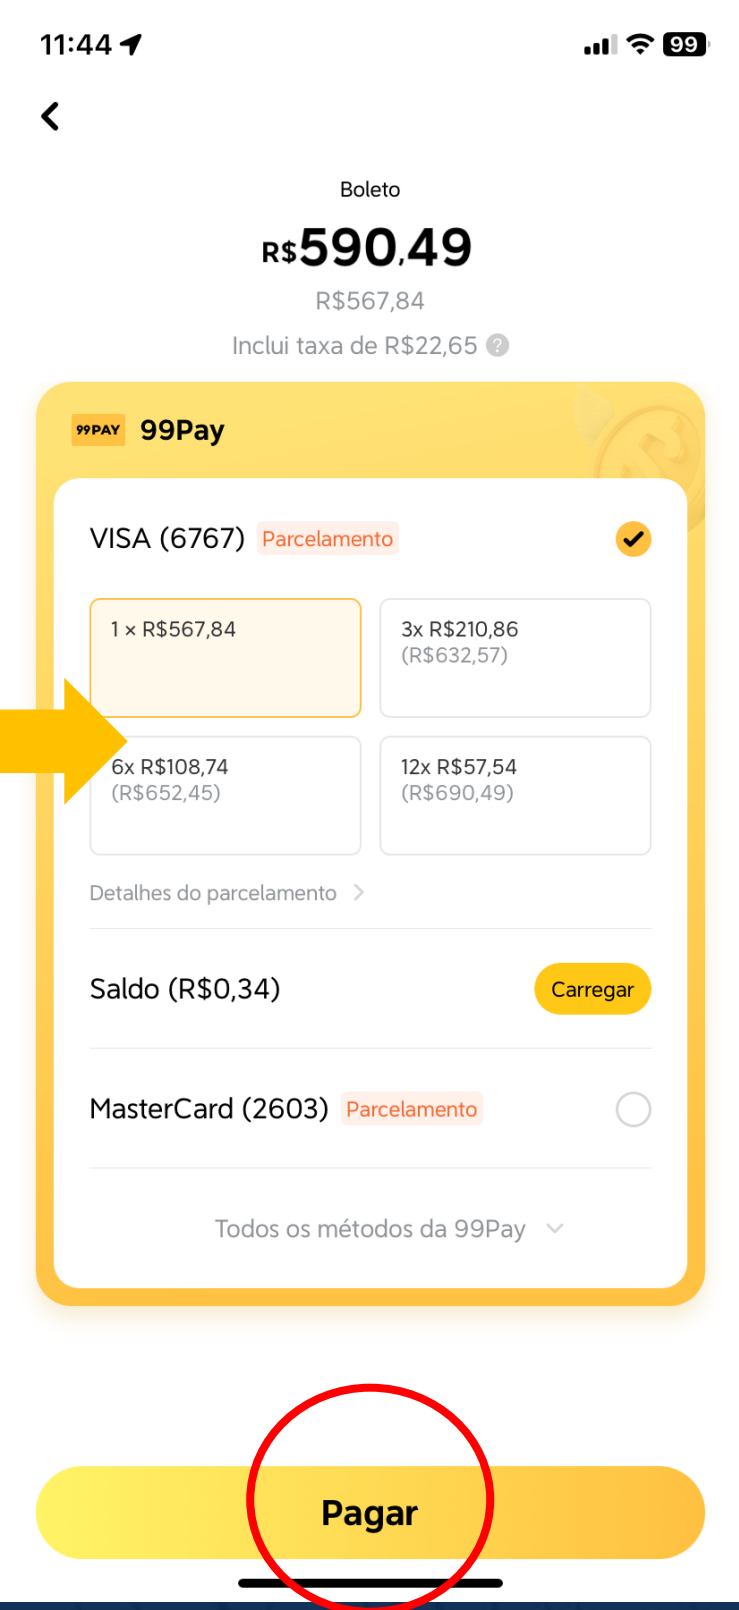 11:44
99
Boleto
R$590,49
R$567,84
Inclui taxa de R$22,65 ?
99PAY 99Pay
VISA (6767) Parcelamento
1 × R$567,84
3x R$210,86
(R$632,57)
6x R$108,74
(R$652,45)
12x R$57,54
(R$690,49)
Detalhes do parcelamento
Saldo (R$0,34) Carregar
MasterCard (2603) Parcelamento
Todos os métodos da 99Pay
Pagar